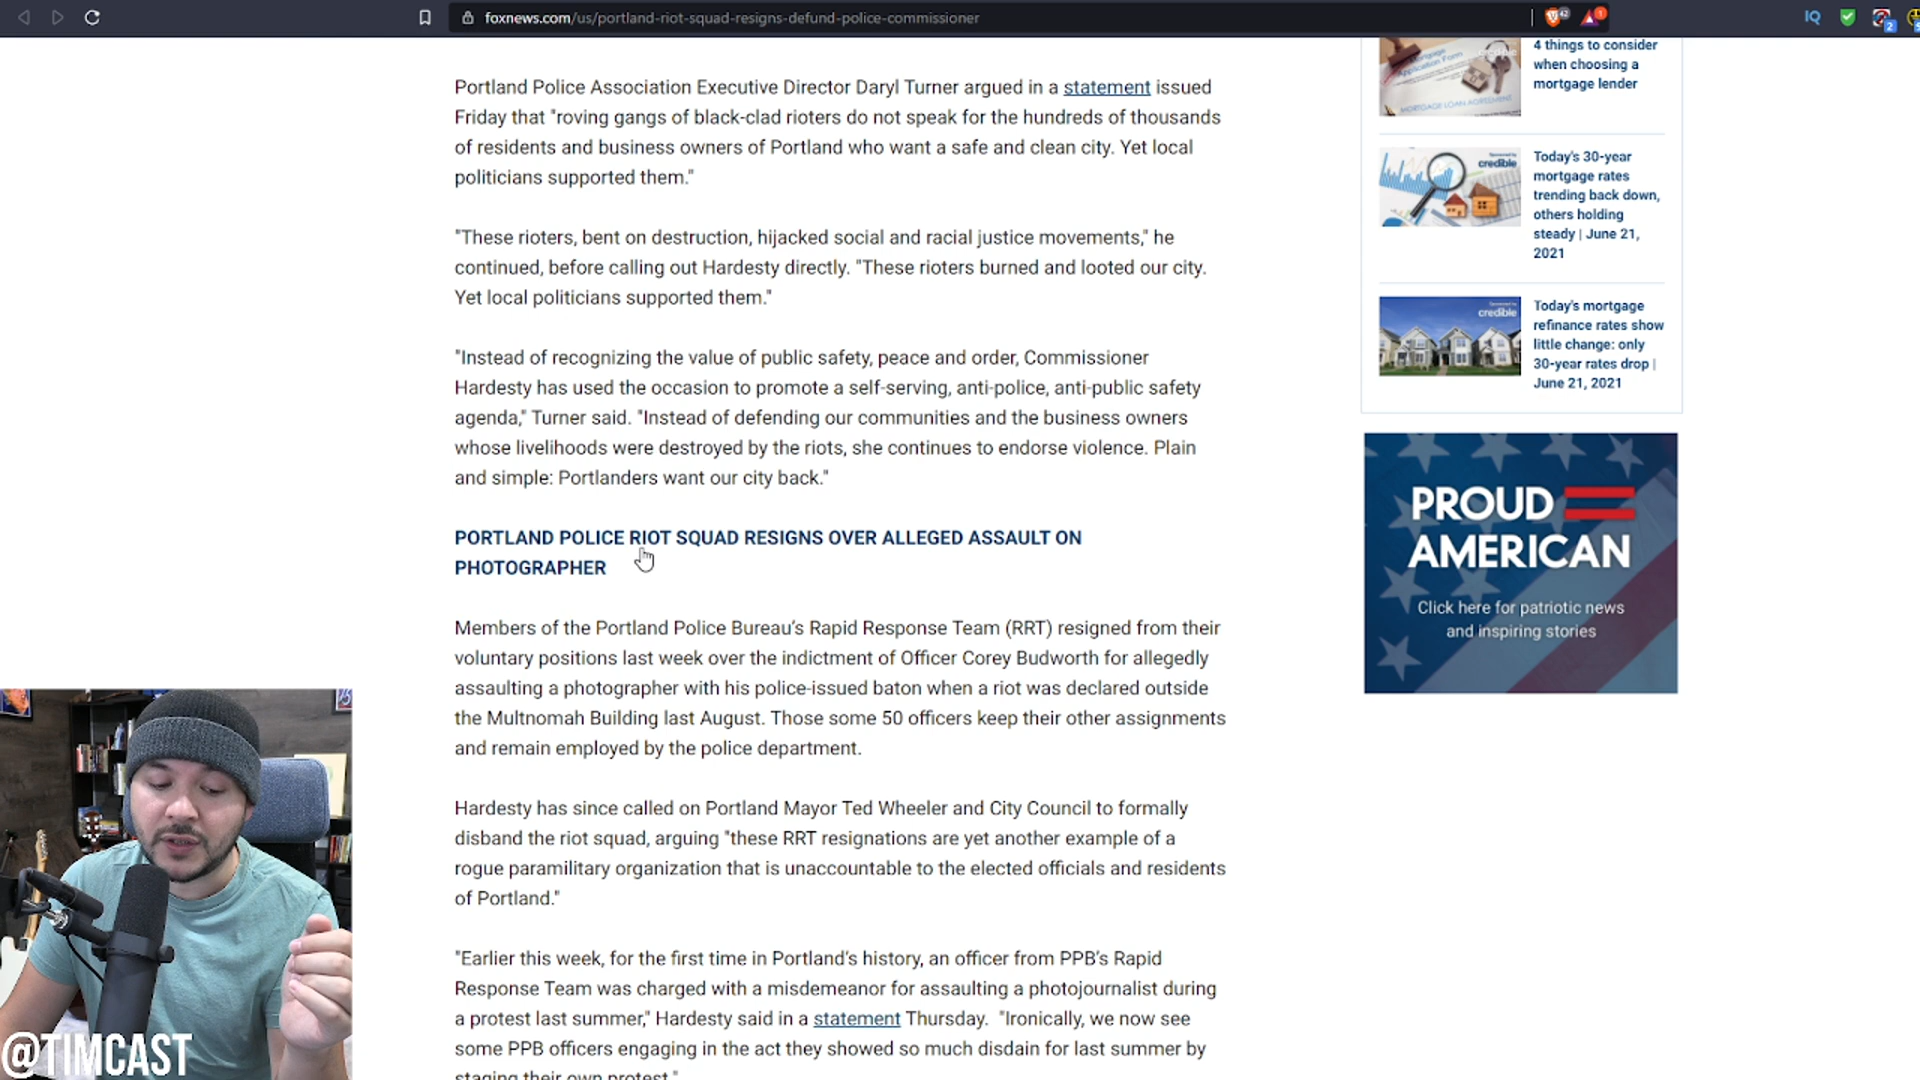 foxnews.com/us/portland-riot-squad-resigns-defund-police-commissioner
IQ
Portland Police Association Executive Director Daryl Turner argued in a statement issued
Friday that "roving gangs of black-clad rioters do not speak for the hundreds of thousands
of residents and business owners of Portland who want a safe and clean city. Yet local
politicians supported them."
"These rioters, bent on destruction, hijacked social and racial justice movements," he
continued, before calling out Hardesty directly. "These rioters burned and looted our city.
Yet local politicians supported them."
"Instead of recognizing the value of public safety, peace and order, Commissioner
Hardesty has used the occasion to promote a self-serving, anti-police, anti-public safety
agenda," Turner said. "Instead of defending our communities and the business owners
whose livelihoods were destroyed by the riots, she continues to endorse violence. Plain
and simple: Portlanders want our city back."
PORTLAND POLICE RIOT SQUAD RESIGNS OVER ALLEGED ASSAULT ON
PHOTOGRAPHER
Members of the Portland Police Bureau's Rapid Response Team (RRT) resigned from their
voluntary positions last week over the indictment of Officer Corey Budworth for allegedly
assaulting a photographer with his police-issued baton when a riot was declared outside
the Multnomah Building last August. Those some 50 officers keep their other assignments
and remain employed by the police department.
Hardesty has since called on Portland Mayor Ted Wheeler and City Council to formally
disband the riot squad, arguing "these RRT resignations are yet another example of a
rogue paramilitary organization that is unaccountable to the elected officials and residents
of Portland."
"Earlier this week, for the first time in Portland's history, an officer from PPB's Rapid
Response Team was charged with a misdemeanor for assaulting a photojournalist during
a protest last summer," Hardesty said in a statement Thursday. "Ironically, we now see
some PPB officers engaging in the act they showed so much disdain for last summer by
staging their own protest."
4 things to consider
when choosing a
mortgage lender
credible
Today's 30-year
mortgage rates
trending back down,
others holding
steady | June 21,
2021
credible
Today's mortgage
refinance rates show
little change: only
30-year rates drop |
June 21, 2021
PROUD
AMERICAN
Click here for patriotic news
and inspiring stories
@TIMCAST